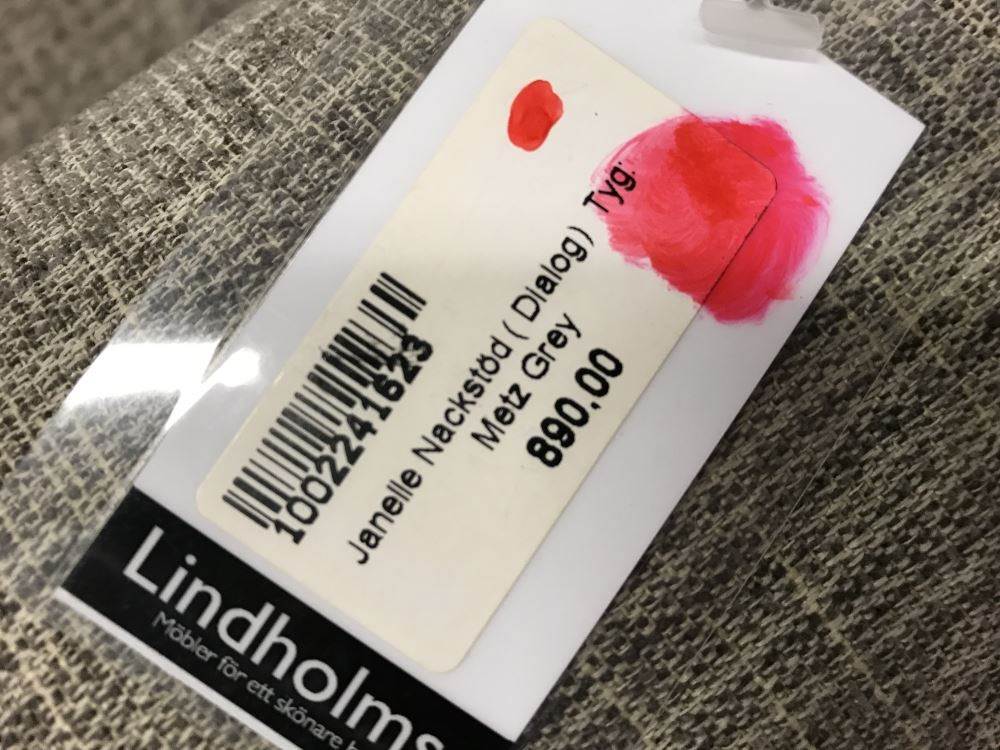 1002241623
Janelle Nackstöd ( Dialog) Tyg:
Metz Grey
890.00
Lindholms
Möbler för ett skönare